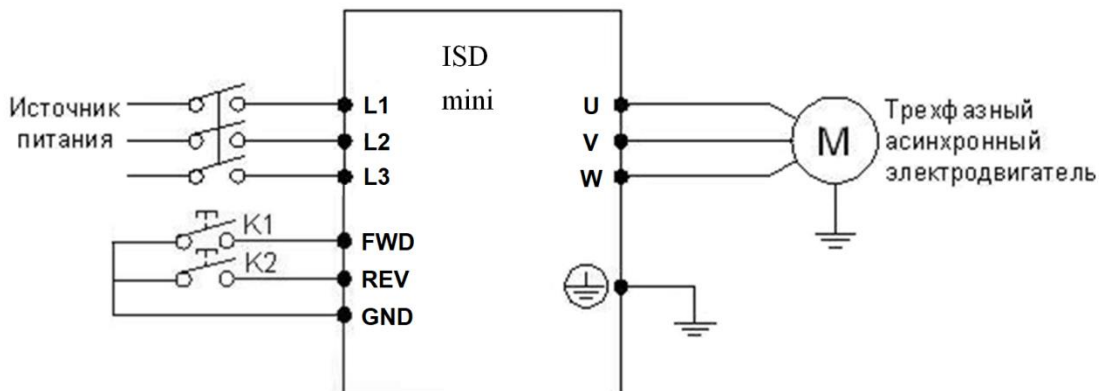 ISD
mini
Источник
питания
L1
L2
L3
K1
FWD
K2
REV
GND
U
V
W
M
Трехфазный
асинхронный
электродвигатель